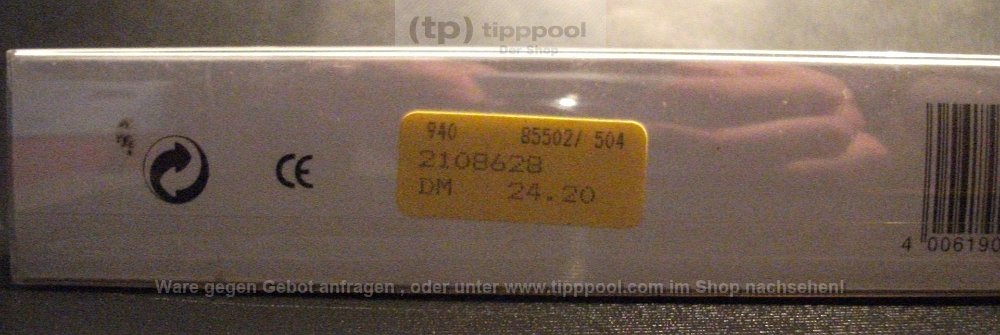 (tp) tipppool
Der Shop
940 85502/ 504
2108628
DM 24.20
CE
4 006190
Ware gegen Gebot anfragen , oder unter www.tipppool.com im Shop nachsehen!